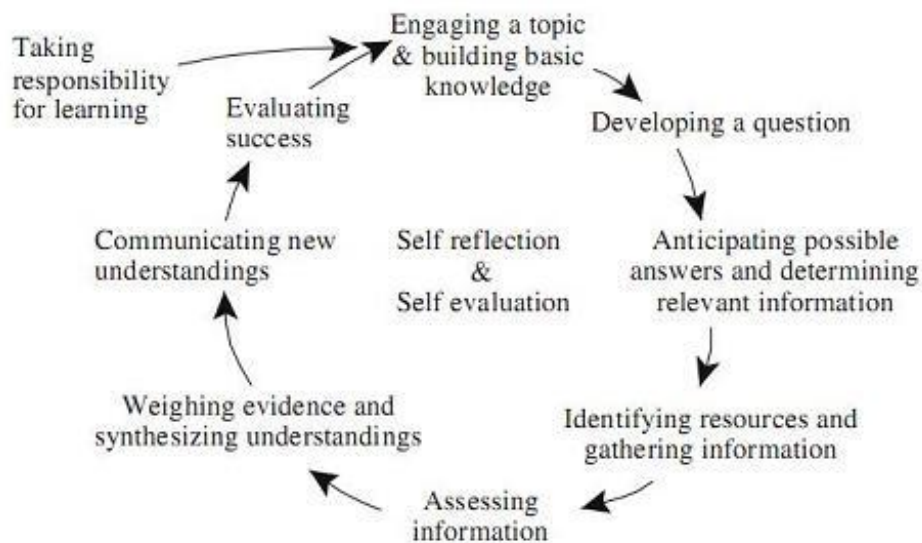 Engaging a topic
& building basic
knowledge
Taking
responsibility
for learning
Evaluating
success
Developing a question
Communicating new
understandings
Self reflection
&
Self evaluation
Anticipating possible
answers and determining
relevant information
Weighing evidence and
synthesizing understandings
Identifying resources and
gathering information
Assessing
information